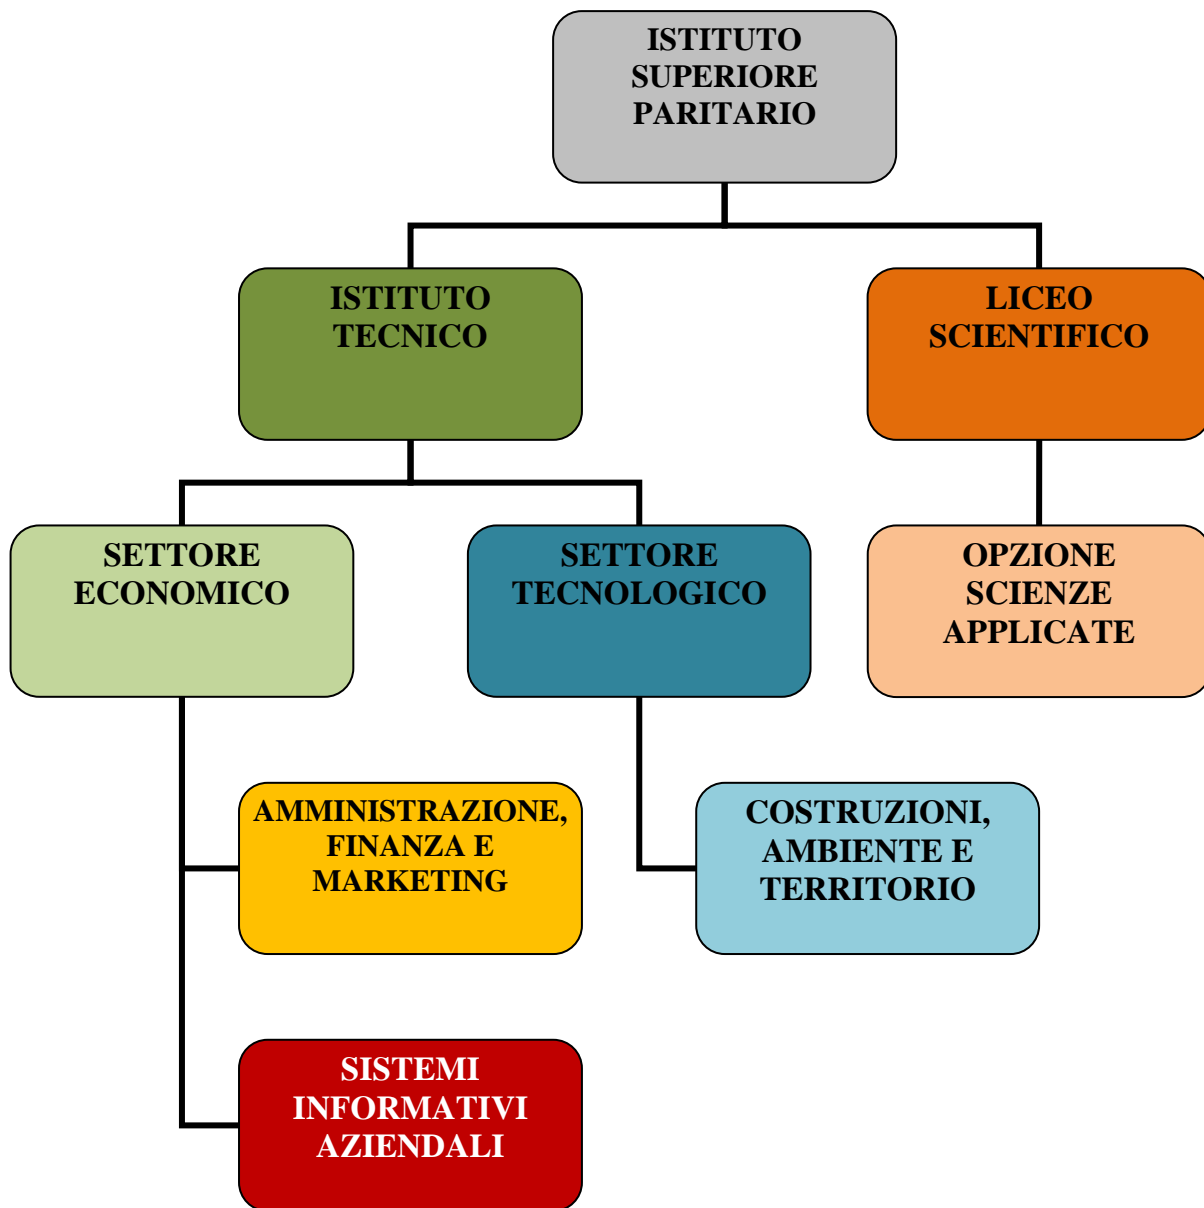 ISTITUTO
SUPERIORE
PARITARIO
ISTITUTO
TECNICO
LICEO
SCIENTIFICO
SETTORE
ECONOMICO
SETTORE
TECNOLOGICO
OPZIONE
SCIENZE
APPLICATE
AMMINISTRAZIONE,
FINANZA E
MARKETING
COSTRUZIONI,
AMBIENTE E
TERRITORIO
SISTEMI
INFORMATIVI
AZIENDALI